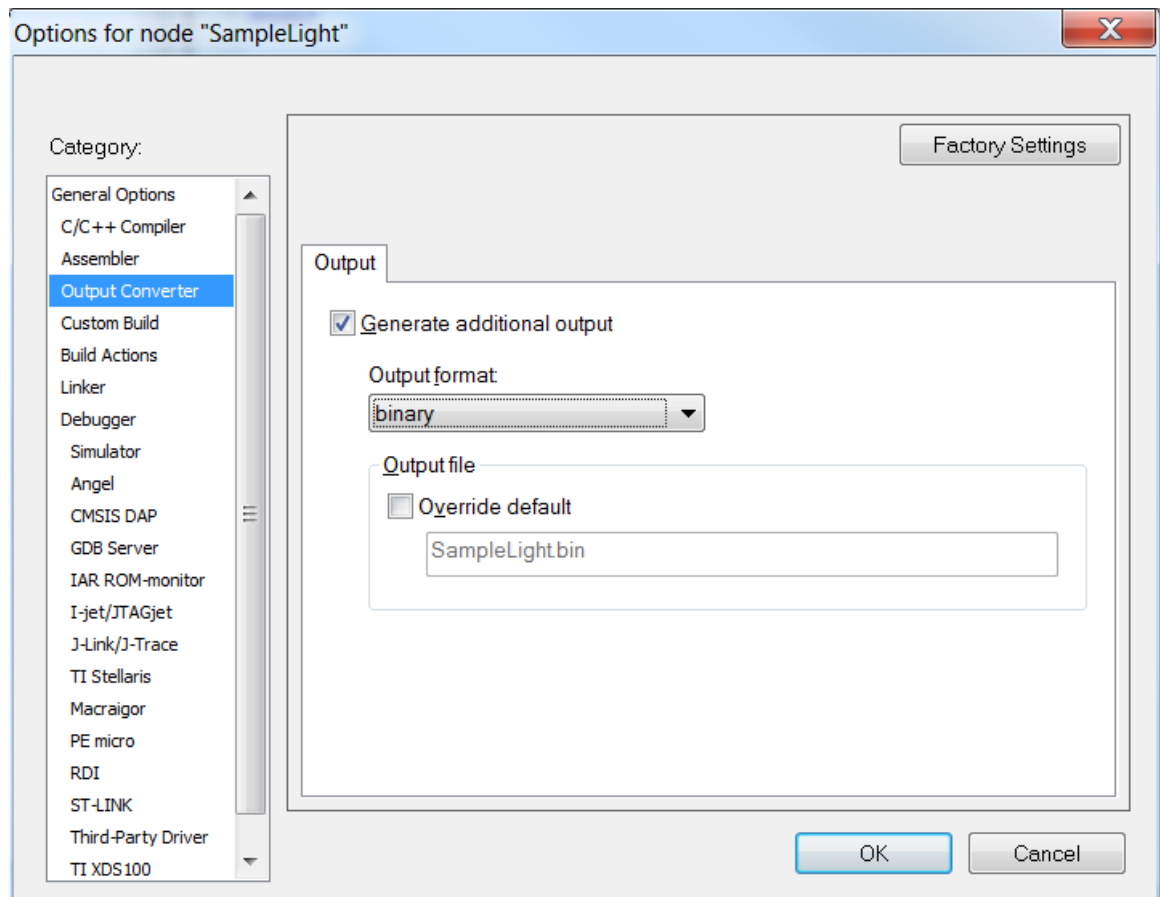 Options for node "SampleLight"
Category:
Factory Settings
General Options
C/C++ Compiler
Assembler
Output Converter
Custom Build
Build Actions
Linker
Debugger
Simulator
Angel
CMSIS DAP
GDB Server
IAR ROM-monitor
I-jet/JTAGjet
J-Link/J-Trace
TI Stellaris
Macraigor
PE micro
RDI
ST-LINK
Third-Party Driver
TI XDS100
Output
Generate additional output
Output format:
binary
Output file
Override default
SampleLight.bin
OK
Cancel